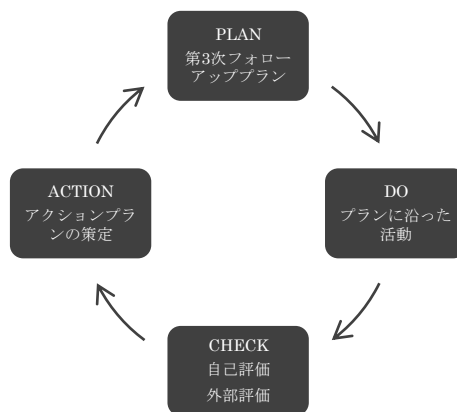 PLAN
第3次フォロー
アッププラン
DO
プランに沿った
活動
CHECK
自己評価
外部評価
ACTION
アクションプラ
ンの策定